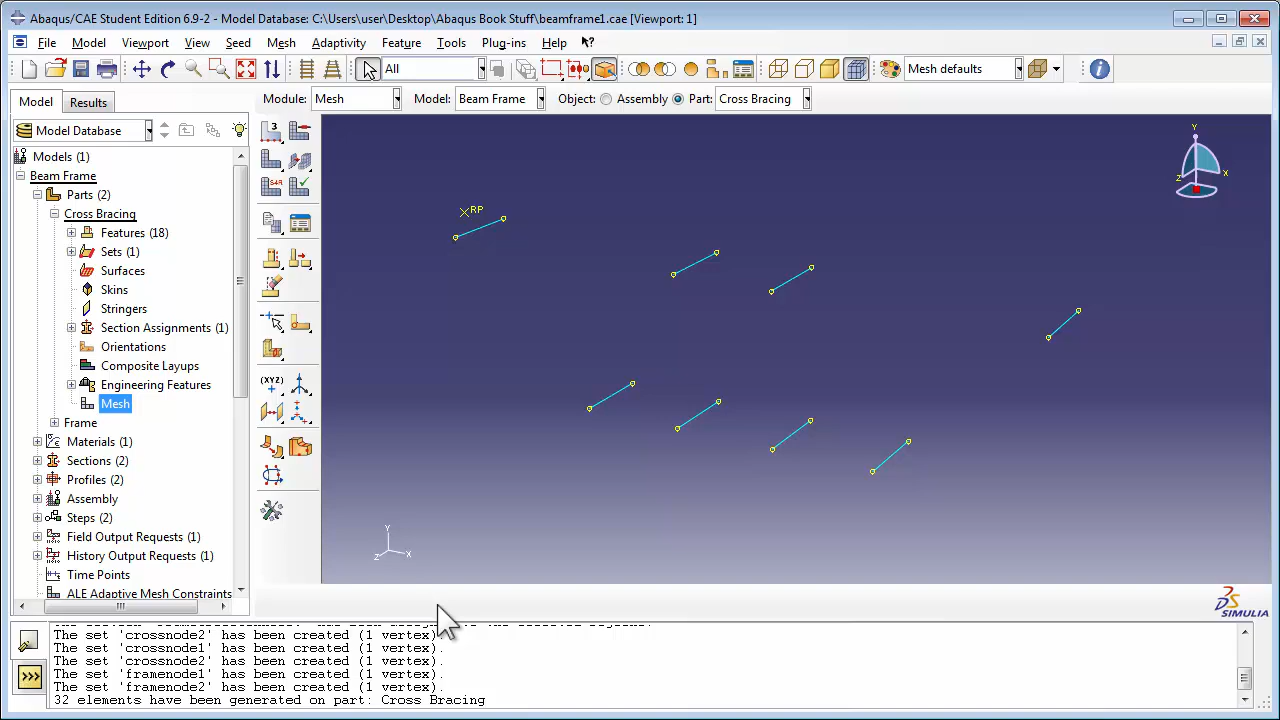 Abaqus/CAE Student Edition 6.9-2 - Model Database: C:\Users\user\Desktop\Abaqus Book Stuff\beamframe1.cae [Viewport: 1]
File Model Viewport View Seed Mesh Adaptivity Feature Tools Plug-ins Help
All Mesh defaults
Model Results
Module: Mesh Model: Beam Frame Object: Assembly Part: Cross Bracing
Model Database
Models (1)
Beam Frame
Parts (2)
Cross Bracing
Features (18)
Sets (1)
Surfaces
Skins
Stringers
Section Assignments (1)
Orientations
Composite Layups
Engineering Features
Mesh
Frame
Materials (1)
Sections (2)
Profiles (2)
Assembly
Steps (2)
Field Output Requests (1)
History Output Requests (1)
Time Points
ALE Adaptive Mesh Constraints
3
S4R
(XYZ)
RP
Y
Z
X
Y
Z
X
SIMULIA
The set 'crossnode2' has been created (1 vertex).
The set 'crossnode1' has been created (1 vertex).
The set 'crossnode2' has been created (1 vertex).
The set 'framenode1' has been created (1 vertex).
The set 'framenode2' has been created (1 vertex).
32 elements have been generated on part: Cross Bracing
>>>